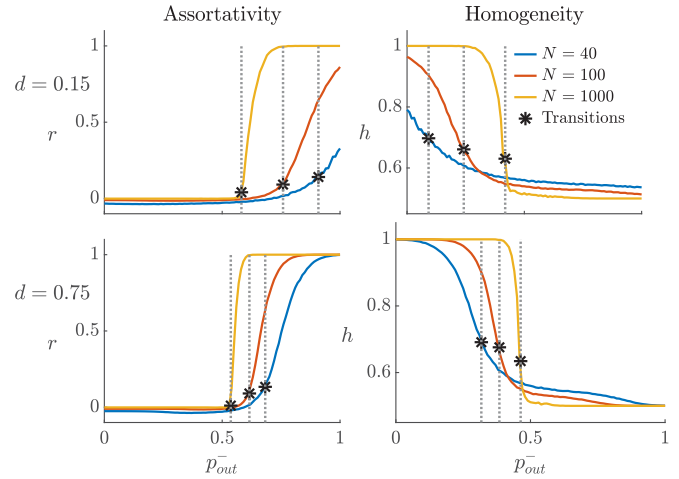 Assortativity
Homogeneity
d = 0.15
r
1
0.5
0
h
1
0.8
0.6
N = 40
N = 100
N = 1000
Transitions
d = 0.75
r
1
0.5
0
0
0.5
1
p⁻out
h
1
0.8
0.6
0
0.5
1
p⁻out